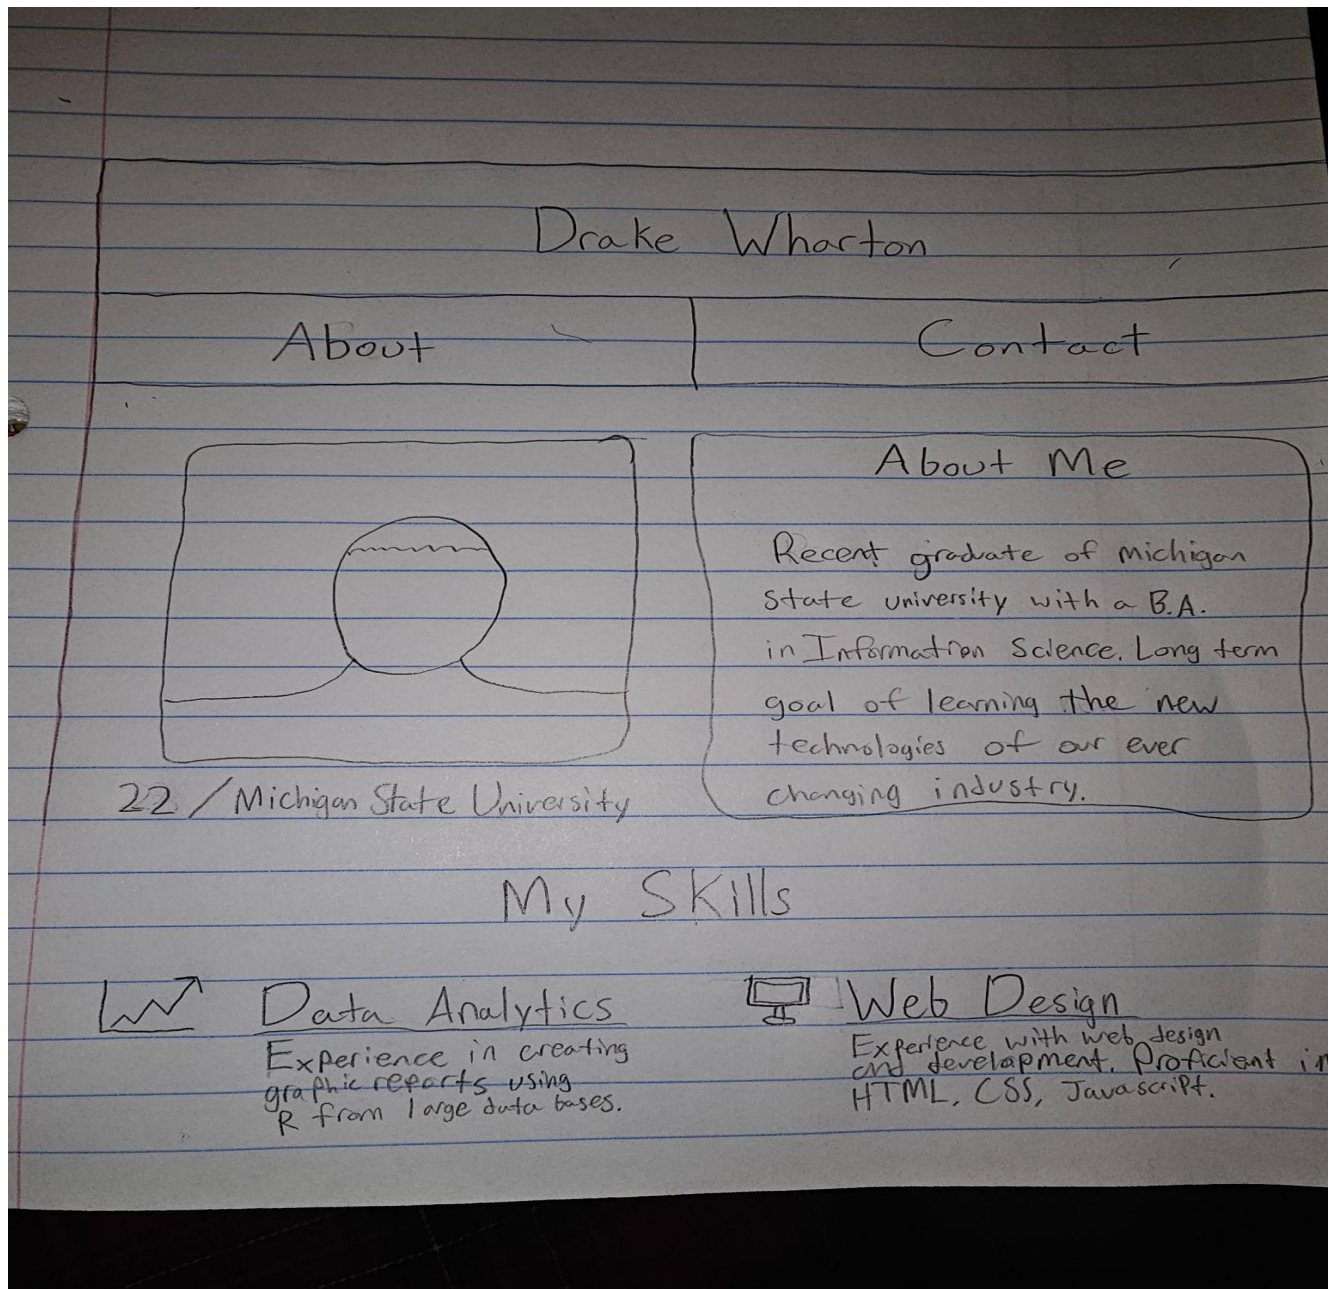 Drake Wharton
About
Contact
About Me
Recent graduate of michigan
State university with a B.A.
in Information Science. Long term
goal of learning the new
technologies of our ever
changing industry.
22 / Michigan State University
My Skills
Data Analytics
Experience in creating
graphic reports using
R from large data bases.
Web Design
Experience with web design
and development. Proficient in
HTML, CSS, Javascript.